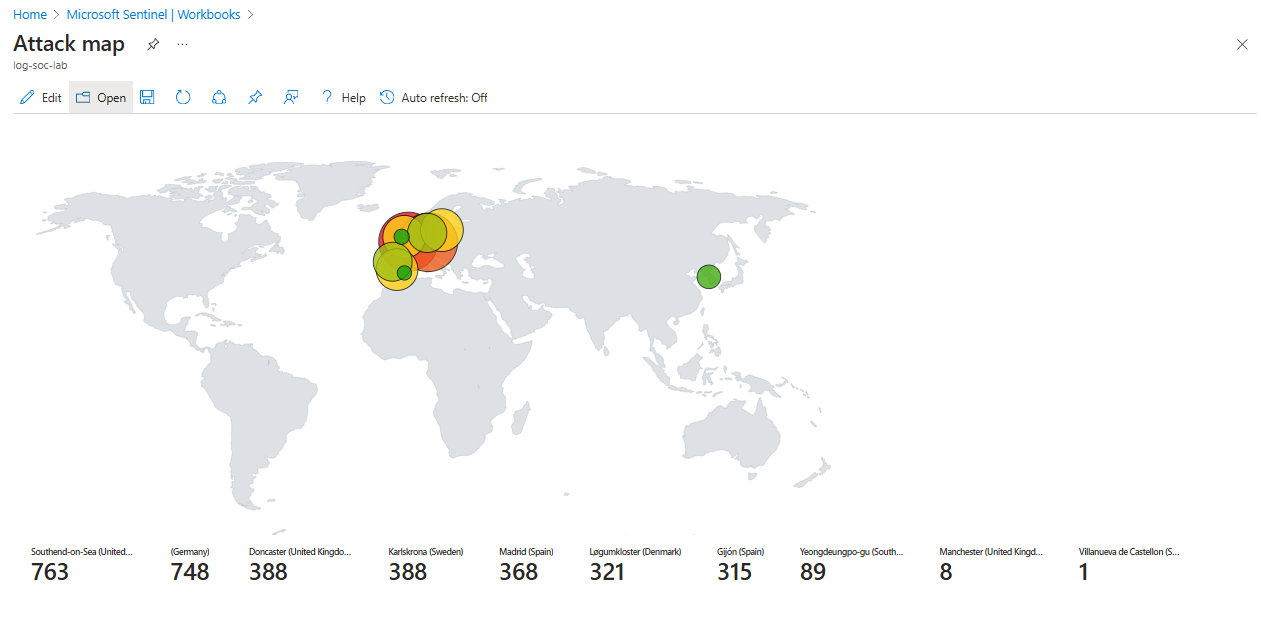 Home > Microsoft Sentinel | Workbooks >
Attack map ...
log-soc-lab
Edit Open ? Help Auto refresh: Off
Southend-on-Sea (United... (Germany) Doncaster (United Kingdo... Karlskrona (Sweden) Madrid (Spain) Løgumkloster (Denmark) Gijón (Spain) Yeongdeungpo-gu (South... Manchester (United Kingd... Villanueva de Castellon (S...
763 748 388 388 368 321 315 89 8 1